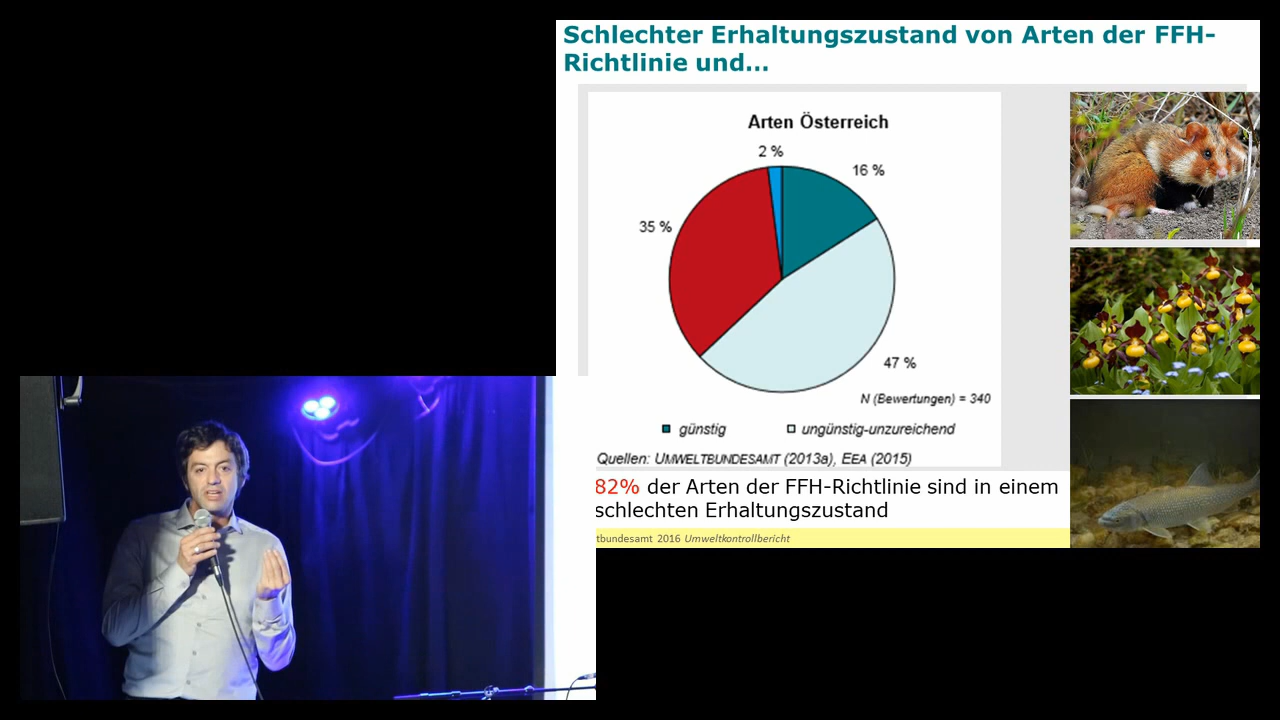 Schlechter Erhaltungszustand von Arten der FFH-
Richtlinie und...
Arten Österreich
2 %
16 %
35 %
47 %
N (Bewertungen) = 340
günstig
ungünstig-unzureichend
Quellen: UMWELTBUNDESAMT (2013a), EEA (2015)
82% der Arten der FFH-Richtlinie sind in einem
schlechten Erhaltungszustand
tbundesamt 2016 Umweltkontrollbericht